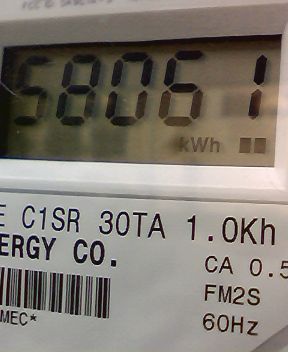 58061
kWh
E C1SR 30TA 1.0Kh
ERGY CO.
CA 0.5
FM2S
60Hz
MEC*